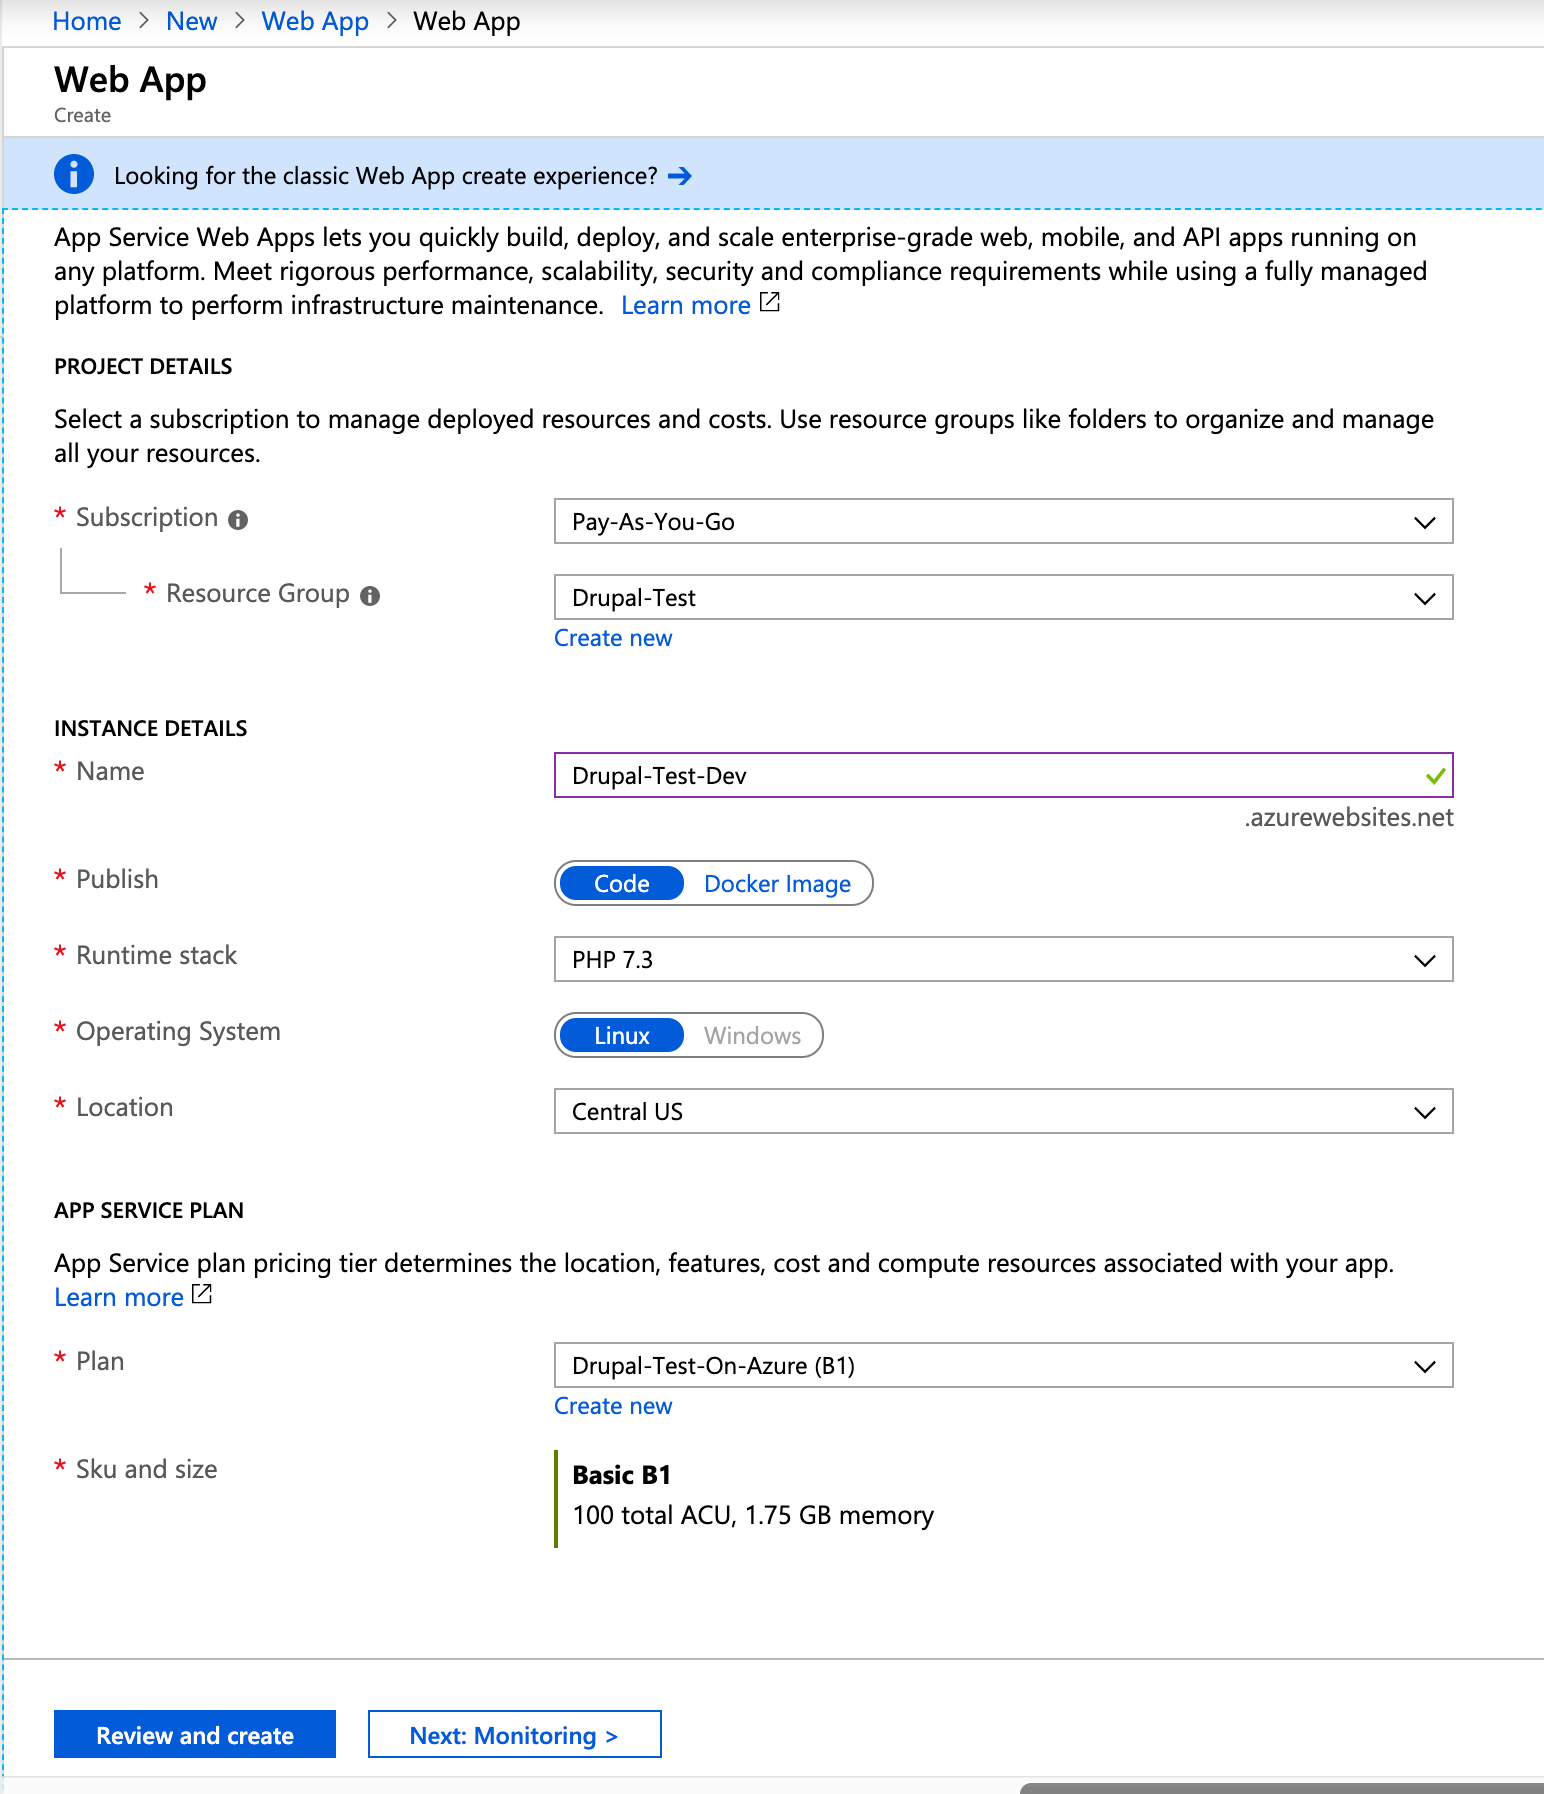 Home > New > Web App > Web App
Web App
Create
Looking for the classic Web App create experience? →
App Service Web Apps lets you quickly build, deploy, and scale enterprise-grade web, mobile, and API apps running on
any platform. Meet rigorous performance, scalability, security and compliance requirements while using a fully managed
platform to perform infrastructure maintenance. Learn more
PROJECT DETAILS
Select a subscription to manage deployed resources and costs. Use resource groups like folders to organize and manage
all your resources.
* Subscription
Pay-As-You-Go
* Resource Group
Drupal-Test
Create new
INSTANCE DETAILS
* Name
Drupal-Test-Dev
.azurewebsites.net
* Publish
Code Docker Image
* Runtime stack
PHP 7.3
* Operating System
Linux Windows
* Location
Central US
APP SERVICE PLAN
App Service plan pricing tier determines the location, features, cost and compute resources associated with your app.
Learn more
* Plan
Drupal-Test-On-Azure (B1)
Create new
* Sku and size
Basic B1
100 total ACU, 1.75 GB memory
Review and create
Next: Monitoring >